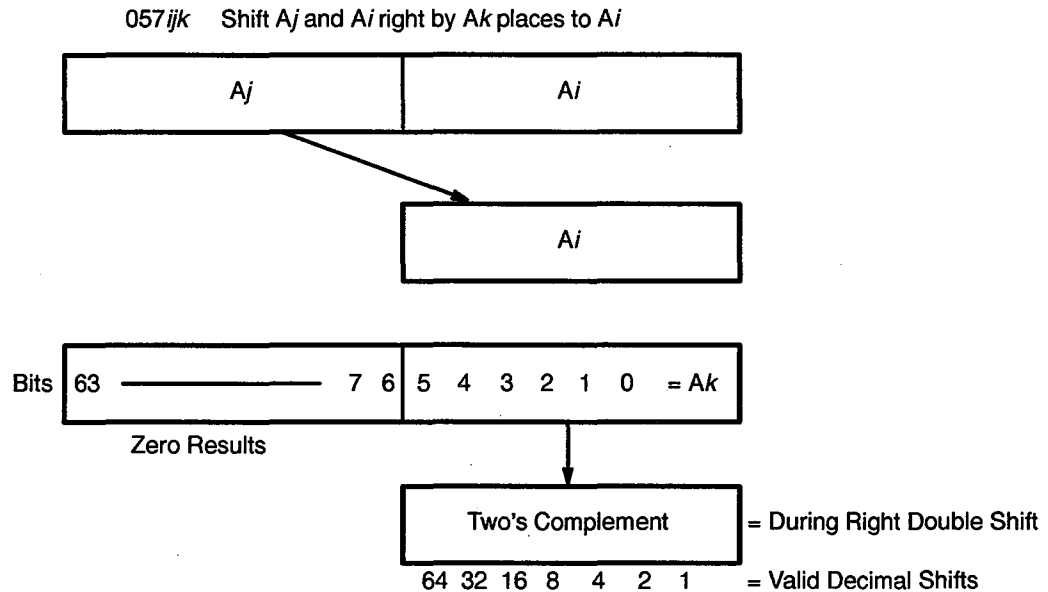 057ijk Shift Aj and Ai right by Ak places to Ai
Aj Ai
Ai
Bits 63 7 6 5 4 3 2 1 0 = Ak
Zero Results
Two's Complement = During Right Double Shift
64 32 16 8 4 2 1 = Valid Decimal Shifts